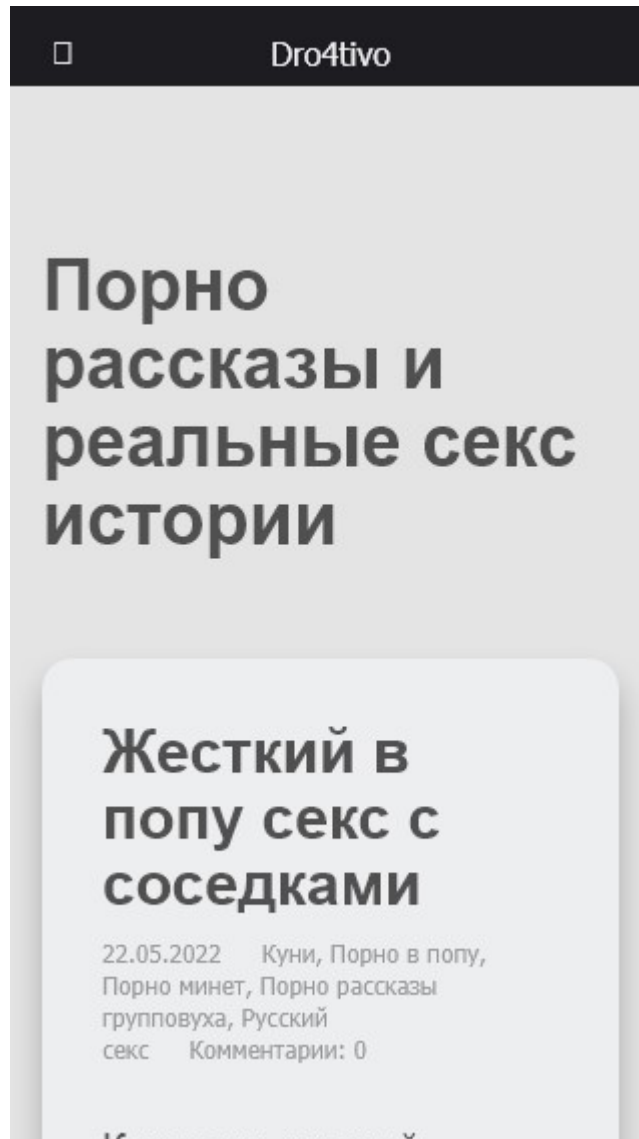 Dro4tivo
Порно
рассказы и
реальные секс
истории
Жесткий в
попу секс с
соседками
22.05.2022 Куни, Порно в попу,
Порно минет, Порно рассказы
групповуха, Русский
секс Комментарии: 0